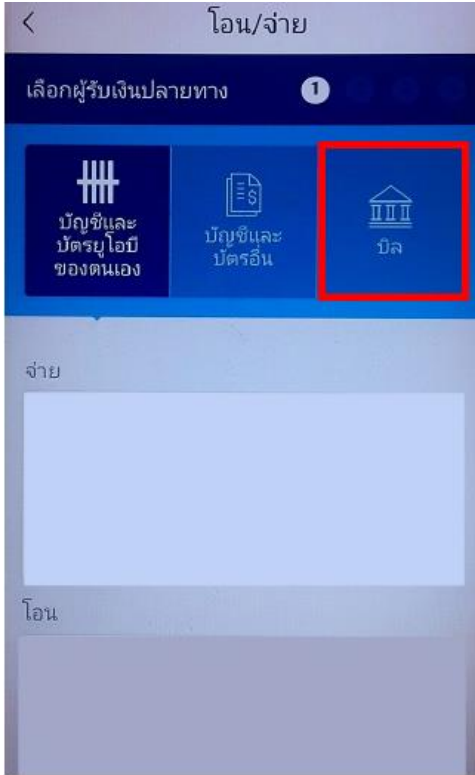 โอน/จ่าย
เลือกผู้รับเงินปลายทาง 1
บัญชีและ
บัตรยูโอบี
ของตนเอง
บัญชีและ
บัตรอื่น
บิล
จ่าย
โอน